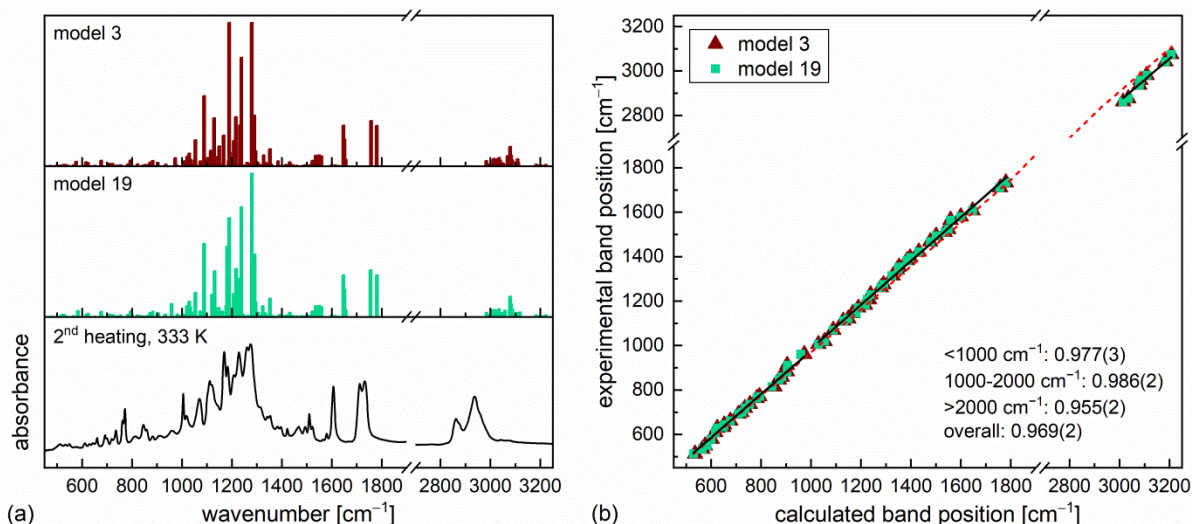 model 3
model 19
2nd heating, 333 K
absorbance
600 800 1000 1200 1400 1600 1800 2800 3000 3200
(a)
wavenumber [cm⁻¹]
model 3
model 19
experimental band position [cm⁻¹]
3200
3000
2800
1800
1600
1400
1200
1000
800
600
<1000 cm⁻¹: 0.977(3)
1000-2000 cm⁻¹: 0.986(2)
>2000 cm⁻¹: 0.955(2)
overall: 0.969(2)
600 800 1000 1200 1400 1600 1800 2800 3000 3200
(b)
calculated band position [cm⁻¹]